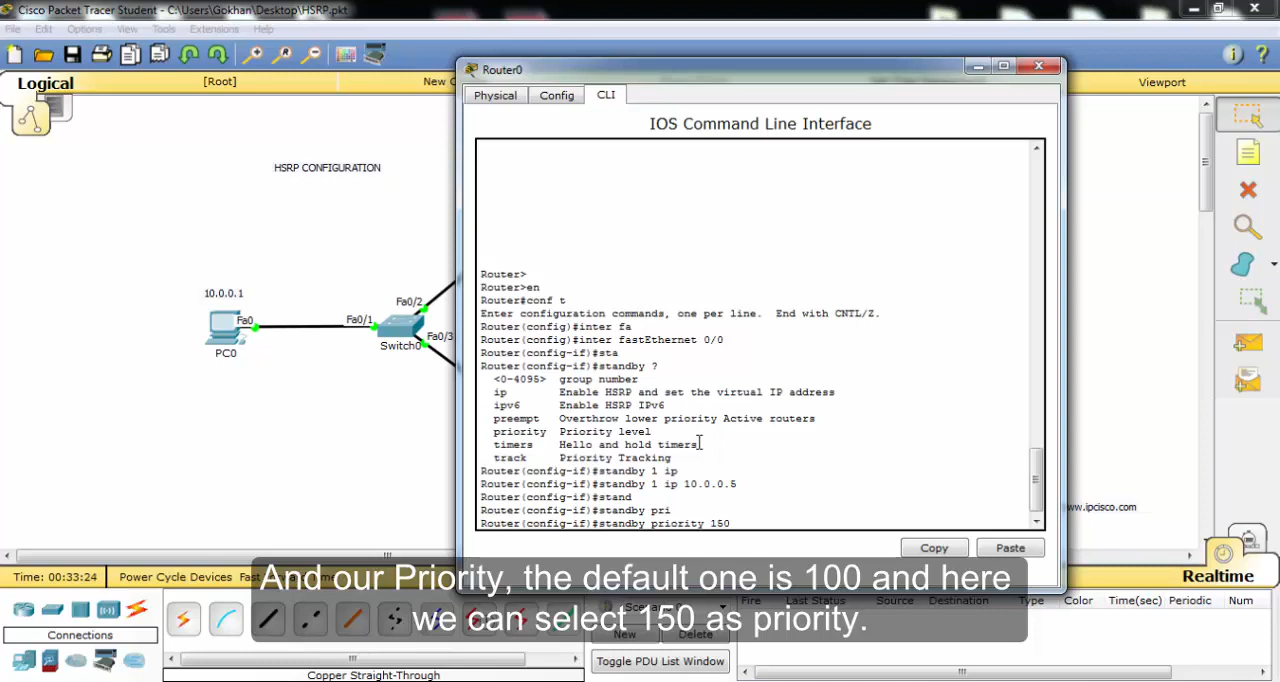 Cisco Packet Tracer Student - C:\Users\Gokhan\Desktop\HSRP.pkt
File Edit Options View Tools Extensions Help
Logical
[Root]
New C
Viewport
HSRP CONFIGURATION
10.0.0.1
Fa0
PC0
Fa0/1
Switch0
Fa0/2
Fa0/3
Router0
Physical Config CLI
IOS Command Line Interface
Router>
Router>en
Router#conf t
Enter configuration commands, one per line. End with CNTL/Z.
Router(config)#inter fa
Router(config)#inter fastEthernet 0/0
Router(config-if)#sta
Router(config-if)#standby ?
<0-4095> group number
ip Enable HSRP and set the virtual IP address
ipv6 Enable HSRP IPv6
preempt Overthrow lower priority Active routers
priority Priority level
timers Hello and hold timers
track Priority Tracking
Router(config-if)#standby 1 ip
Router(config-if)#standby 1 ip 10.0.0.5
Router(config-if)#stand
Router(config-if)#standby pri
Router(config-if)#standby priority 150
Copy Paste
ww.ipcisco.com
And our Priority, the default one is 100 and here
we can select 150 as priority.
Time: 00:33:24 Power Cycle Devices
Realtime
Connections
Copper Straight-Through
New Delete
Toggle PDU List Window
Fire Last Status Source Destination Type Color Time(sec) Periodic Num